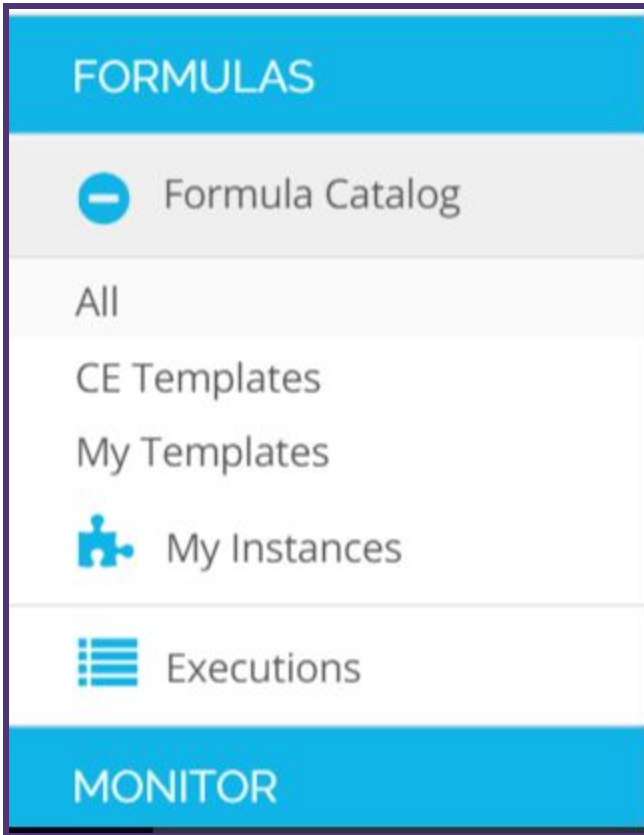 FORMULAS
Formula Catalog
All
CE Templates
My Templates
My Instances
Executions
MONITOR